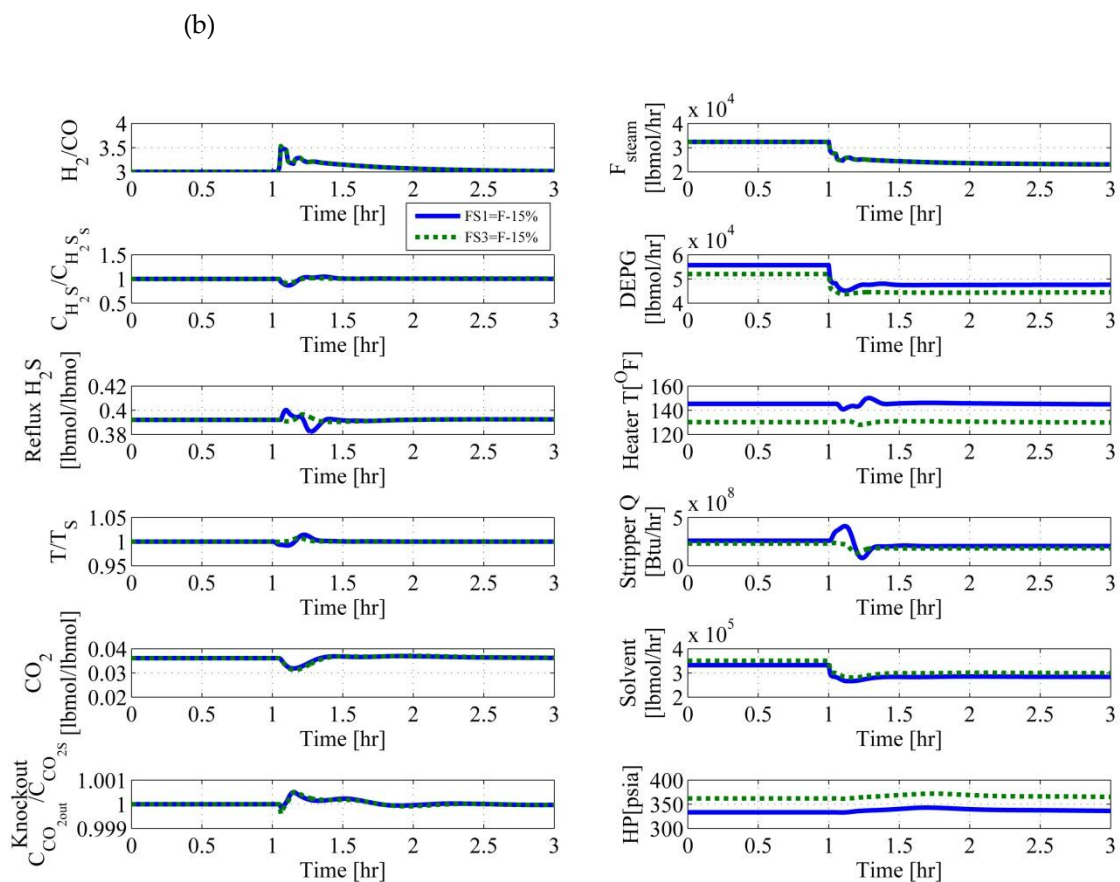 (b)
4
3.5
3
0 0.5 1 1.5 2 2.5 3
Time [hr]
H2/CO
x 10^4
4
3
2
0 0.5 1 1.5 2 2.5 3
Time [hr]
F steam
[lbmol/hr]
FS1=F-15%
FS3=F-15%
1.5
1
0.5
0 0.5 1 1.5 2 2.5 3
Time [hr]
C_H2S/C_H2S_S
x 10^4
6
5
4
0 0.5 1 1.5 2 2.5 3
Time [hr]
DEPG
[lbmol/hr]
0.42
0.4
0.38
0 0.5 1 1.5 2 2.5 3
Time [hr]
Reflux H2S
[lbmol/lbmo]
160
140
120
0 0.5 1 1.5 2 2.5 3
Time [hr]
Heater T[OF]
1.05
1
0.95
0 0.5 1 1.5 2 2.5 3
Time [hr]
T/TS
x 10^8
5
0
0 0.5 1 1.5 2 2.5 3
Time [hr]
Stripper Q
[Btu/hr]
0.04
0.03
0.02
0 0.5 1 1.5 2 2.5 3
Time [hr]
CO2
[lbmol/lbmol]
x 10^5
4
3
2
0 0.5 1 1.5 2 2.5 3
Time [hr]
Solvent
[lbmol/hr]
1.001
1
0.999
0 0.5 1 1.5 2 2.5 3
Time [hr]
Knockout
C_CO2out/C_CO2S
400
350
300
0 0.5 1 1.5 2 2.5 3
Time [hr]
HP[psia]